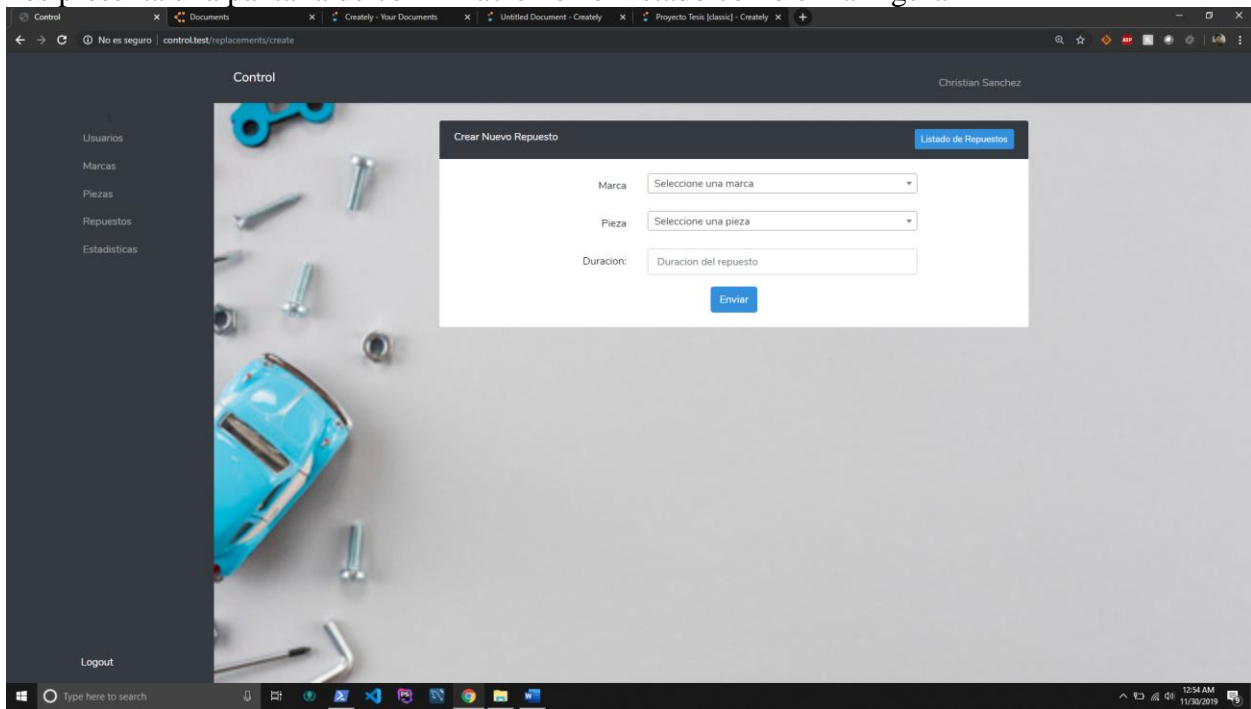 Control
Documents
Creately - Your Documents
Untitled Document - Creately
Proyecto Tesis [classic] - Creately
No es seguro | control.test/replacements/create
Control
Christian Sanchez
Usuarios
Marcas
Piezas
Repuestos
Estadisticas
Crear Nuevo Repuesto
Listado de Repuestos
Marca
Seleccione una marca
Pieza
Seleccione una pieza
Duracion:
Duracion del repuesto
Enviar
Logout
Type here to search
12:54 AM
11/30/2019